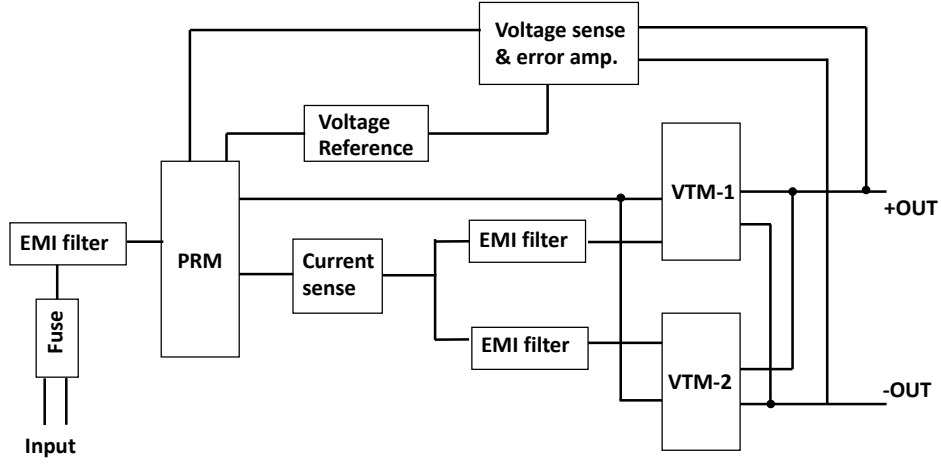 Voltage sense
& error amp.
Voltage
Reference
VTM-1
+OUT
EMI filter
EMI filter
PRM
Current
sense
Fuse
EMI filter
VTM-2
-OUT
Input